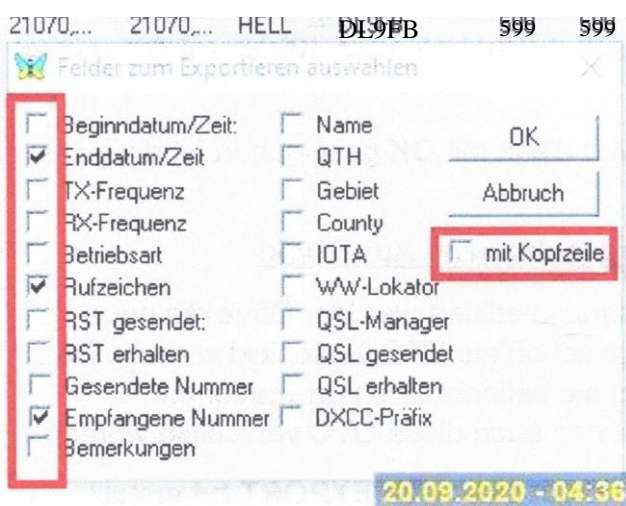 21070,... 21070,... HELL DL9FB 599 599
Felder zum Exportieren auswählen
Beginndatum/Zeit:
Enddatum/Zeit
TX-Frequenz
RX-Frequenz
Betriebsart
Rufzeichen
RST gesendet:
RST erhalten
Gesendete Nummer
Empfangene Nummer
Bemerkungen
Name
QTH
Gebiet
County
IOTA
WW-Lokator
QSL-Manager
QSL gesendet
QSL erhalten
DXCC-Präfix
OK
Abbruch
mit Kopfzeile
20.09.2020 - 04:36